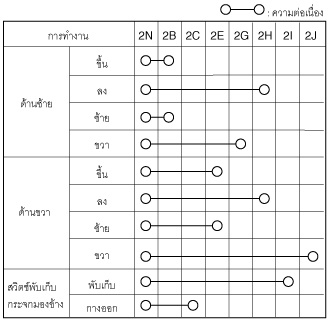 : ความต่อเนื่อง
การทำงาน 2N 2B 2C 2E 2G 2H 2I 2J
ด้านซ้าย
ขึ้น
ลง
ซ้าย
ขวา
ด้านขวา
ขึ้น
ลง
ซ้าย
ขวา
สวิตช์พับเก็บ
กระจกมองข้าง
พับเก็บ
กางออก